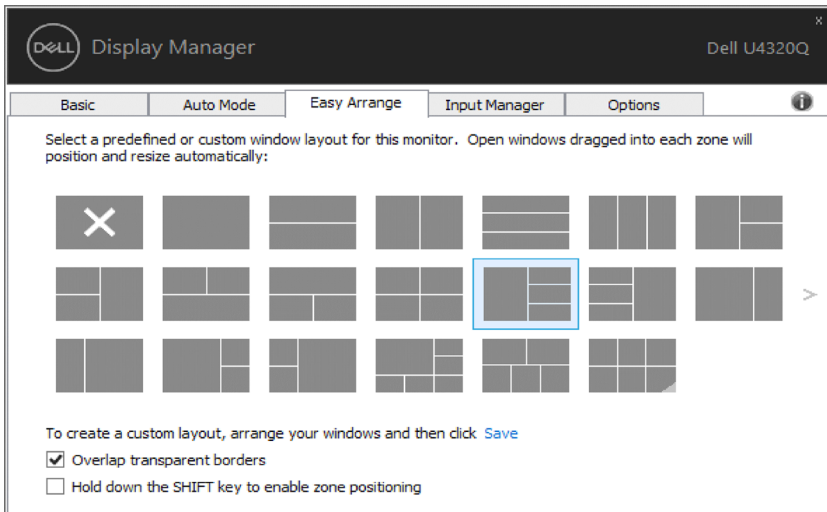 x
DELL Display Manager Dell U4320Q
Basic Auto Mode Easy Arrange Input Manager Options
Select a predefined or custom window layout for this monitor. Open windows dragged into each zone will
position and resize automatically:
>
To create a custom layout, arrange your windows and then click Save
Overlap transparent borders
Hold down the SHIFT key to enable zone positioning